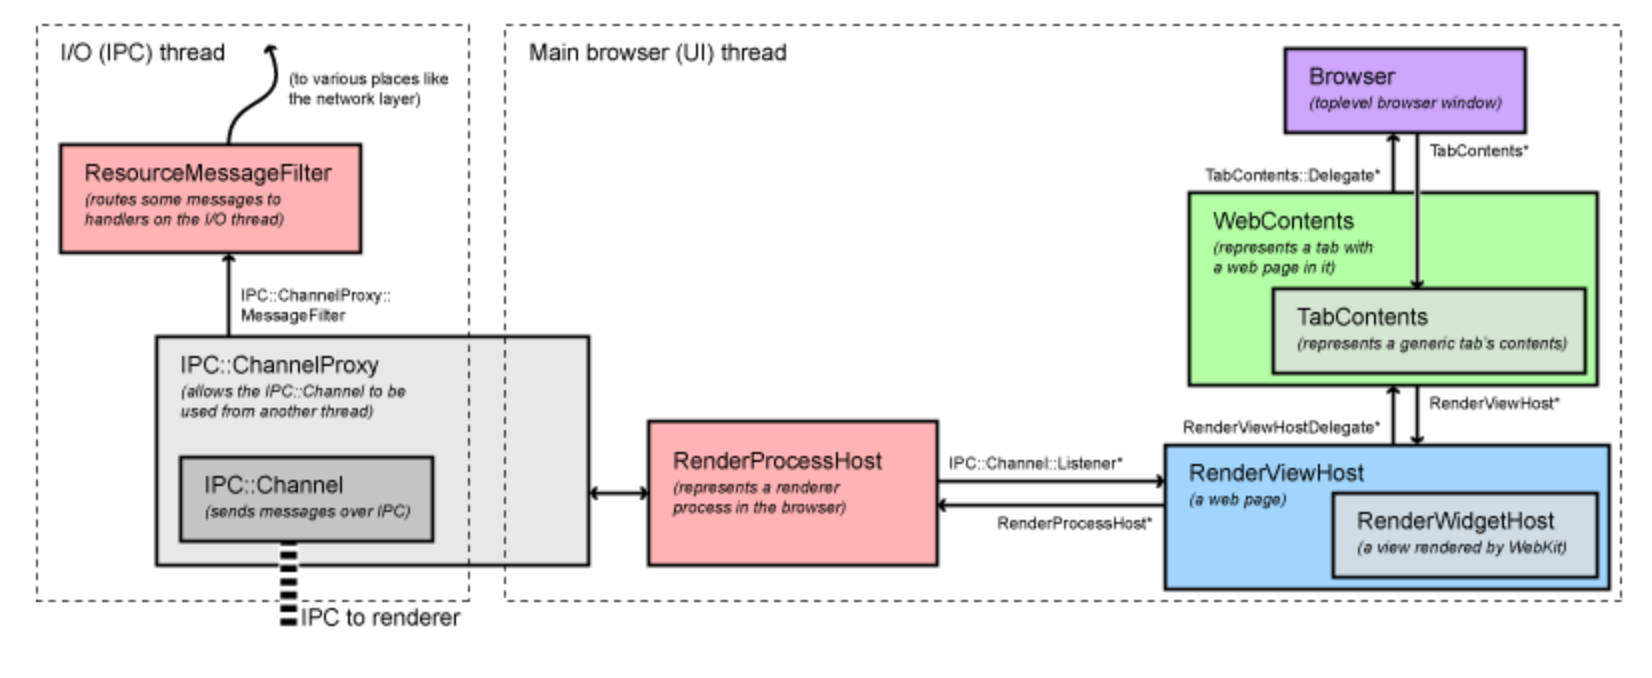 I/O (IPC) thread
(to various places like
the network layer)
ResourceMessageFilter
(routes some messages to
handlers on the I/O thread)
IPC::ChannelProxy::
MessageFilter
IPC::ChannelProxy
(allows the IPC::Channel to be
used from another thread)
IPC::Channel
(sends messages over IPC)
IPC to renderer
Main browser (UI) thread
RenderProcessHost
(represents a renderer
process in the browser)
IPC::Channel::Listener*
RenderProcessHost*
Browser
(toplevel browser window)
TabContents*
TabContents::Delegate*
WebContents
(represents a tab with
a web page in it)
TabContents
(represents a generic tab's contents)
RenderViewHost*
RenderViewHostDelegate*
RenderViewHost
(a web page)
RenderWidgetHost
(a view rendered by WebKit)